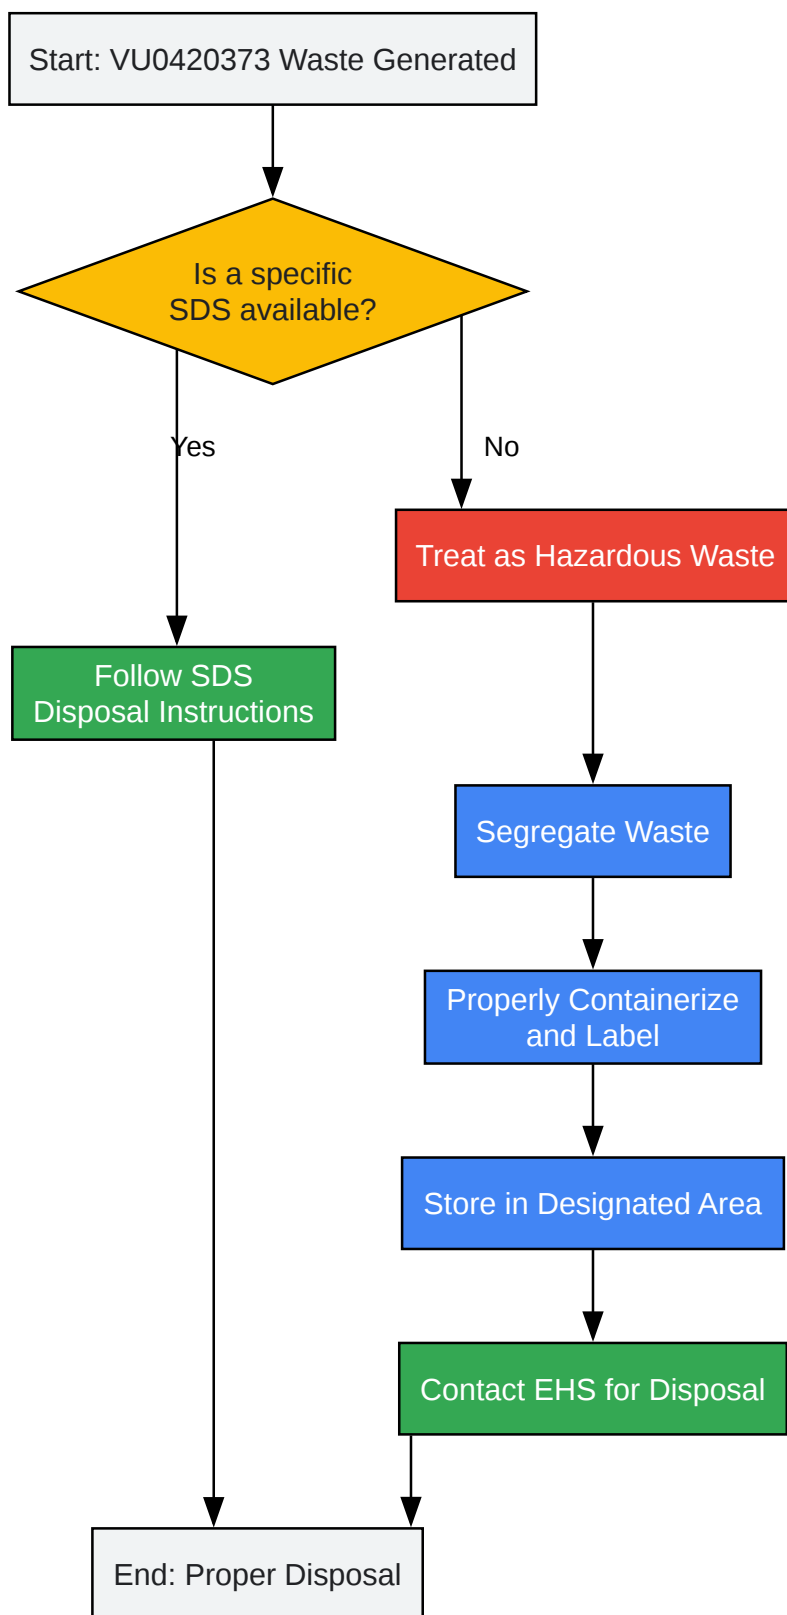 Start: VU0420373 Waste Generated
Is a specific
SDS available?
Yes
No
Treat as Hazardous Waste
Follow SDS
Disposal Instructions
Segregate Waste
Properly Containerize
and Label
Store in Designated Area
Contact EHS for Disposal
End: Proper Disposal